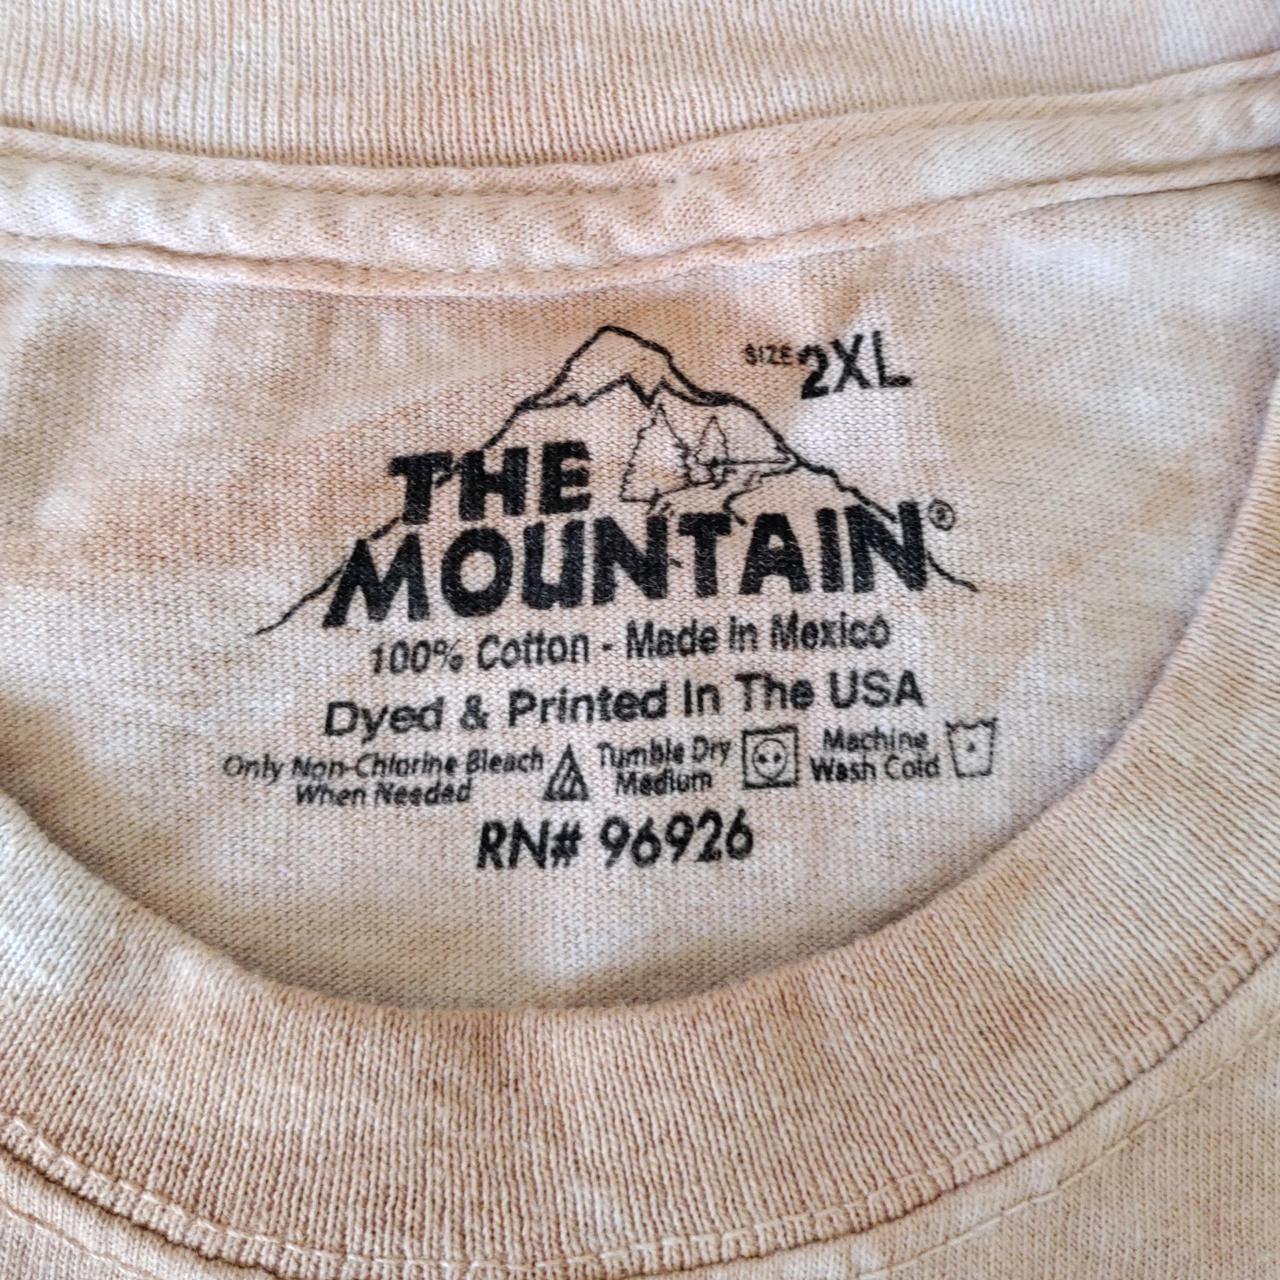 SIZE 2XL
THE
MOUNTAIN®
100% Cotton - Made in Mexico
Dyed & Printed In The USA
Only Non-Chlorine Bleach
When Needed
Tumble Dry
Medium
Machine
Wash Cold
RN# 96926